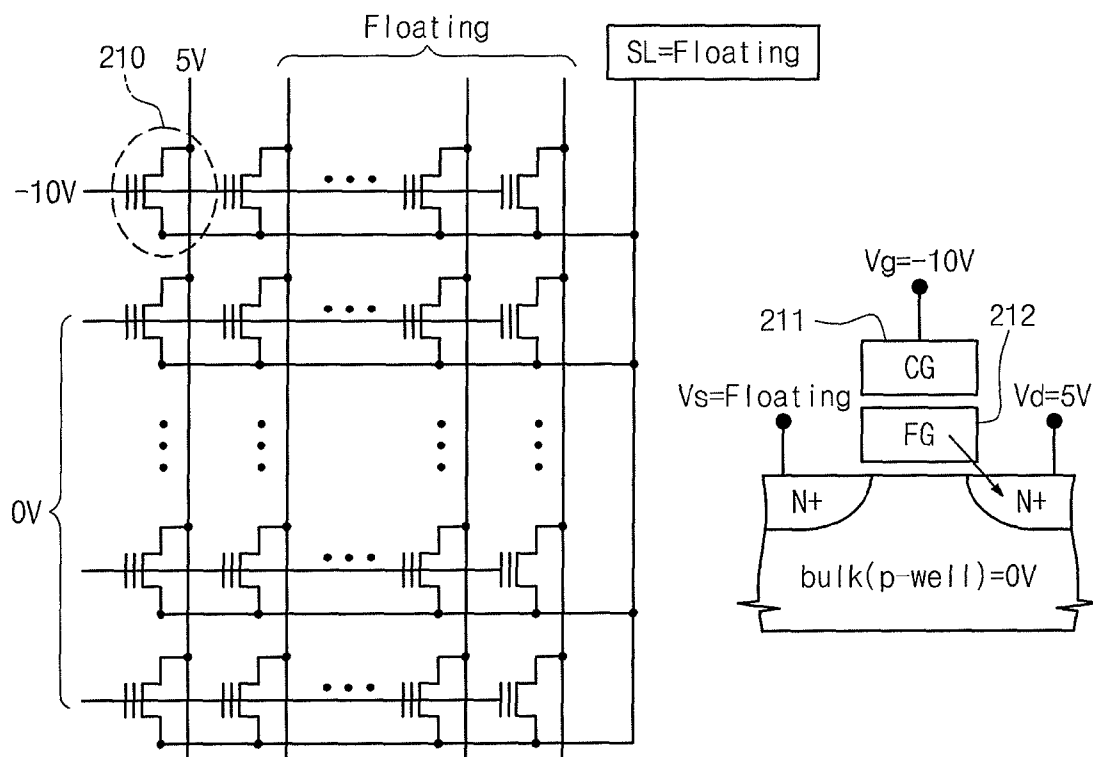 Floating
210
5V
SL=Floating
-10V
0V
Vg=-10V
211
212
CG
Vs=Floating
Vd=5V
FG
N+
N+
bulk(p-well)=0V